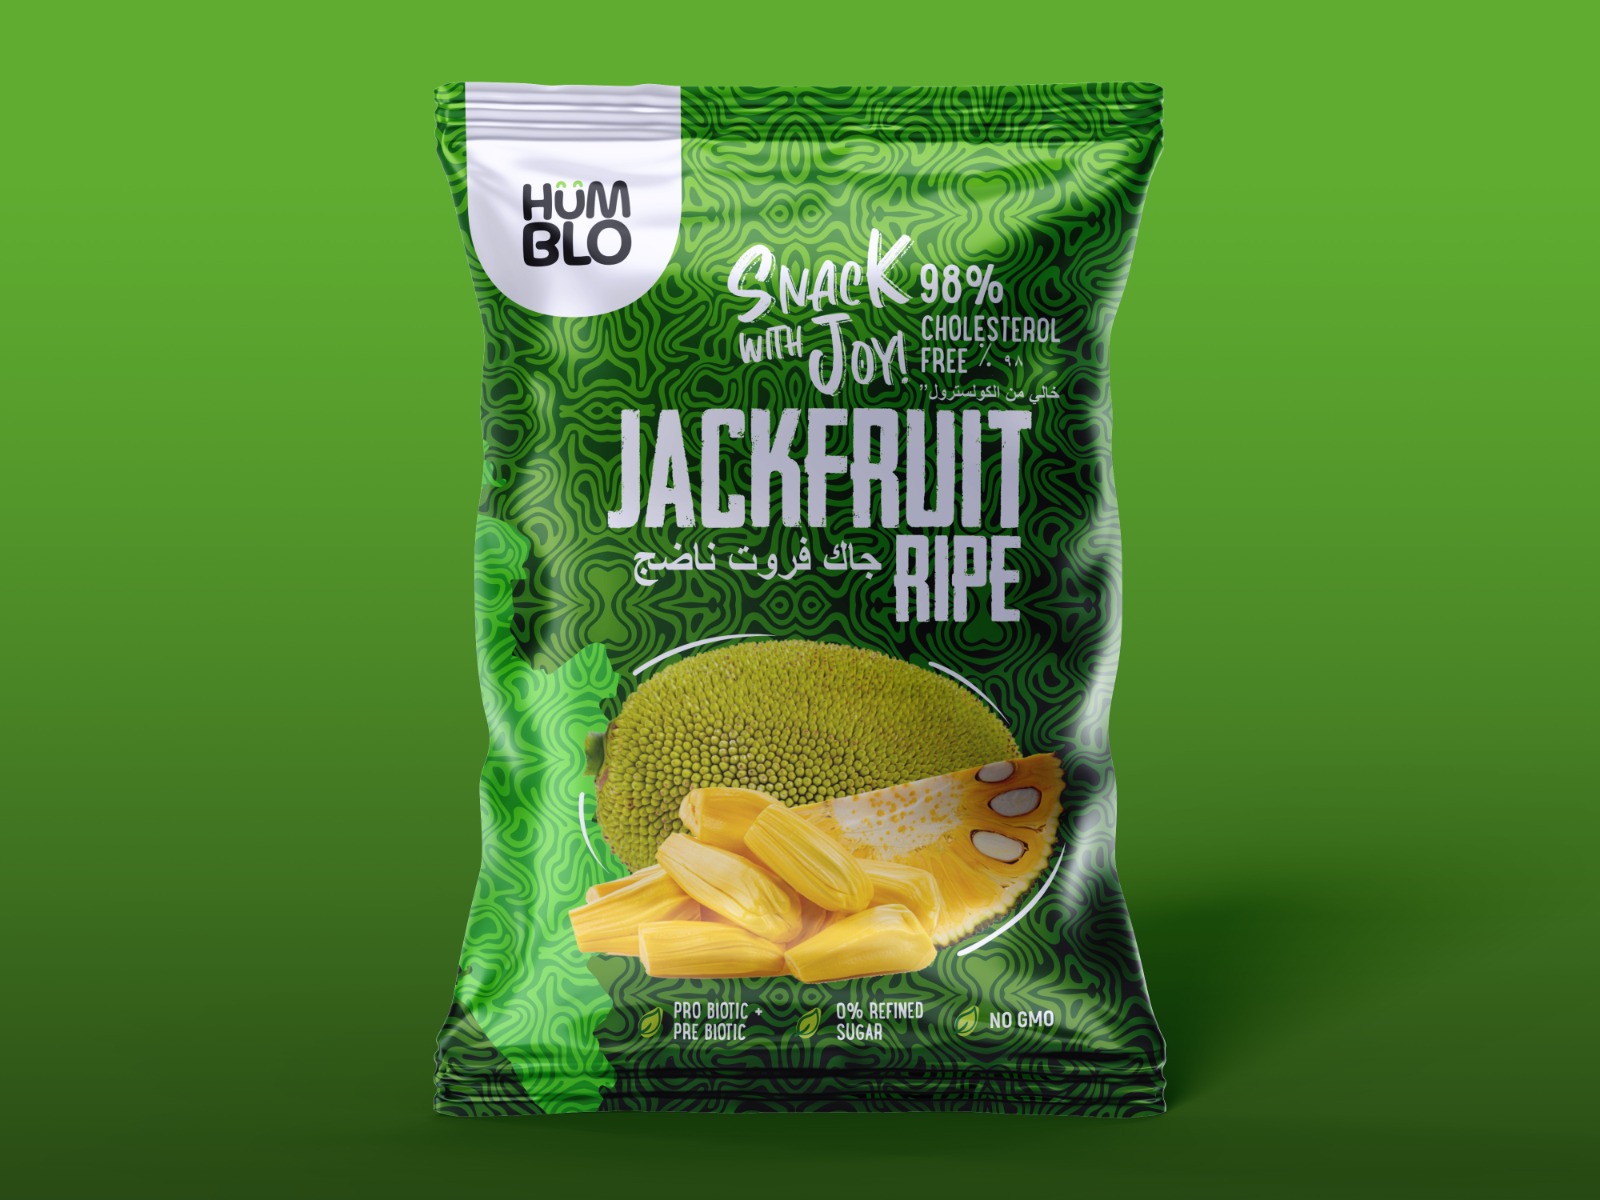 HÜM
BLO
SNACK
WITH JOY!
98%
CHOLESTEROL
FREE ٪ ٩٨
خالي من الكولسترول"
JACKFRUIT
جاك فروت ناضج
RIPE
PRO BIOTIC +
PRE BIOTIC
0% REFINED
SUGAR
NO GMO